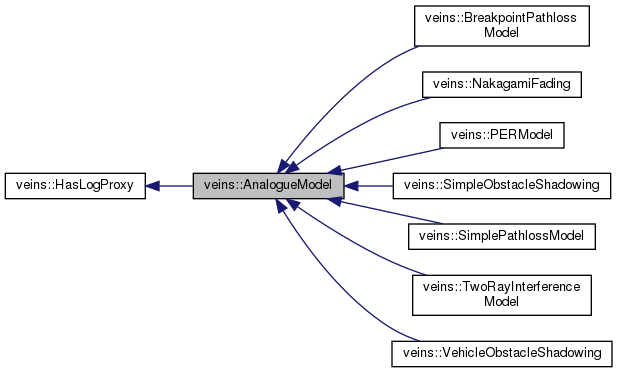 veins::BreakpointPathloss
Model
veins::NakagamiFading
veins::PERModel
veins::HasLogProxy
veins::AnalogueModel
veins::SimpleObstacleShadowing
veins::SimplePathlossModel
veins::TwoRayInterference
Model
veins::VehicleObstacleShadowing